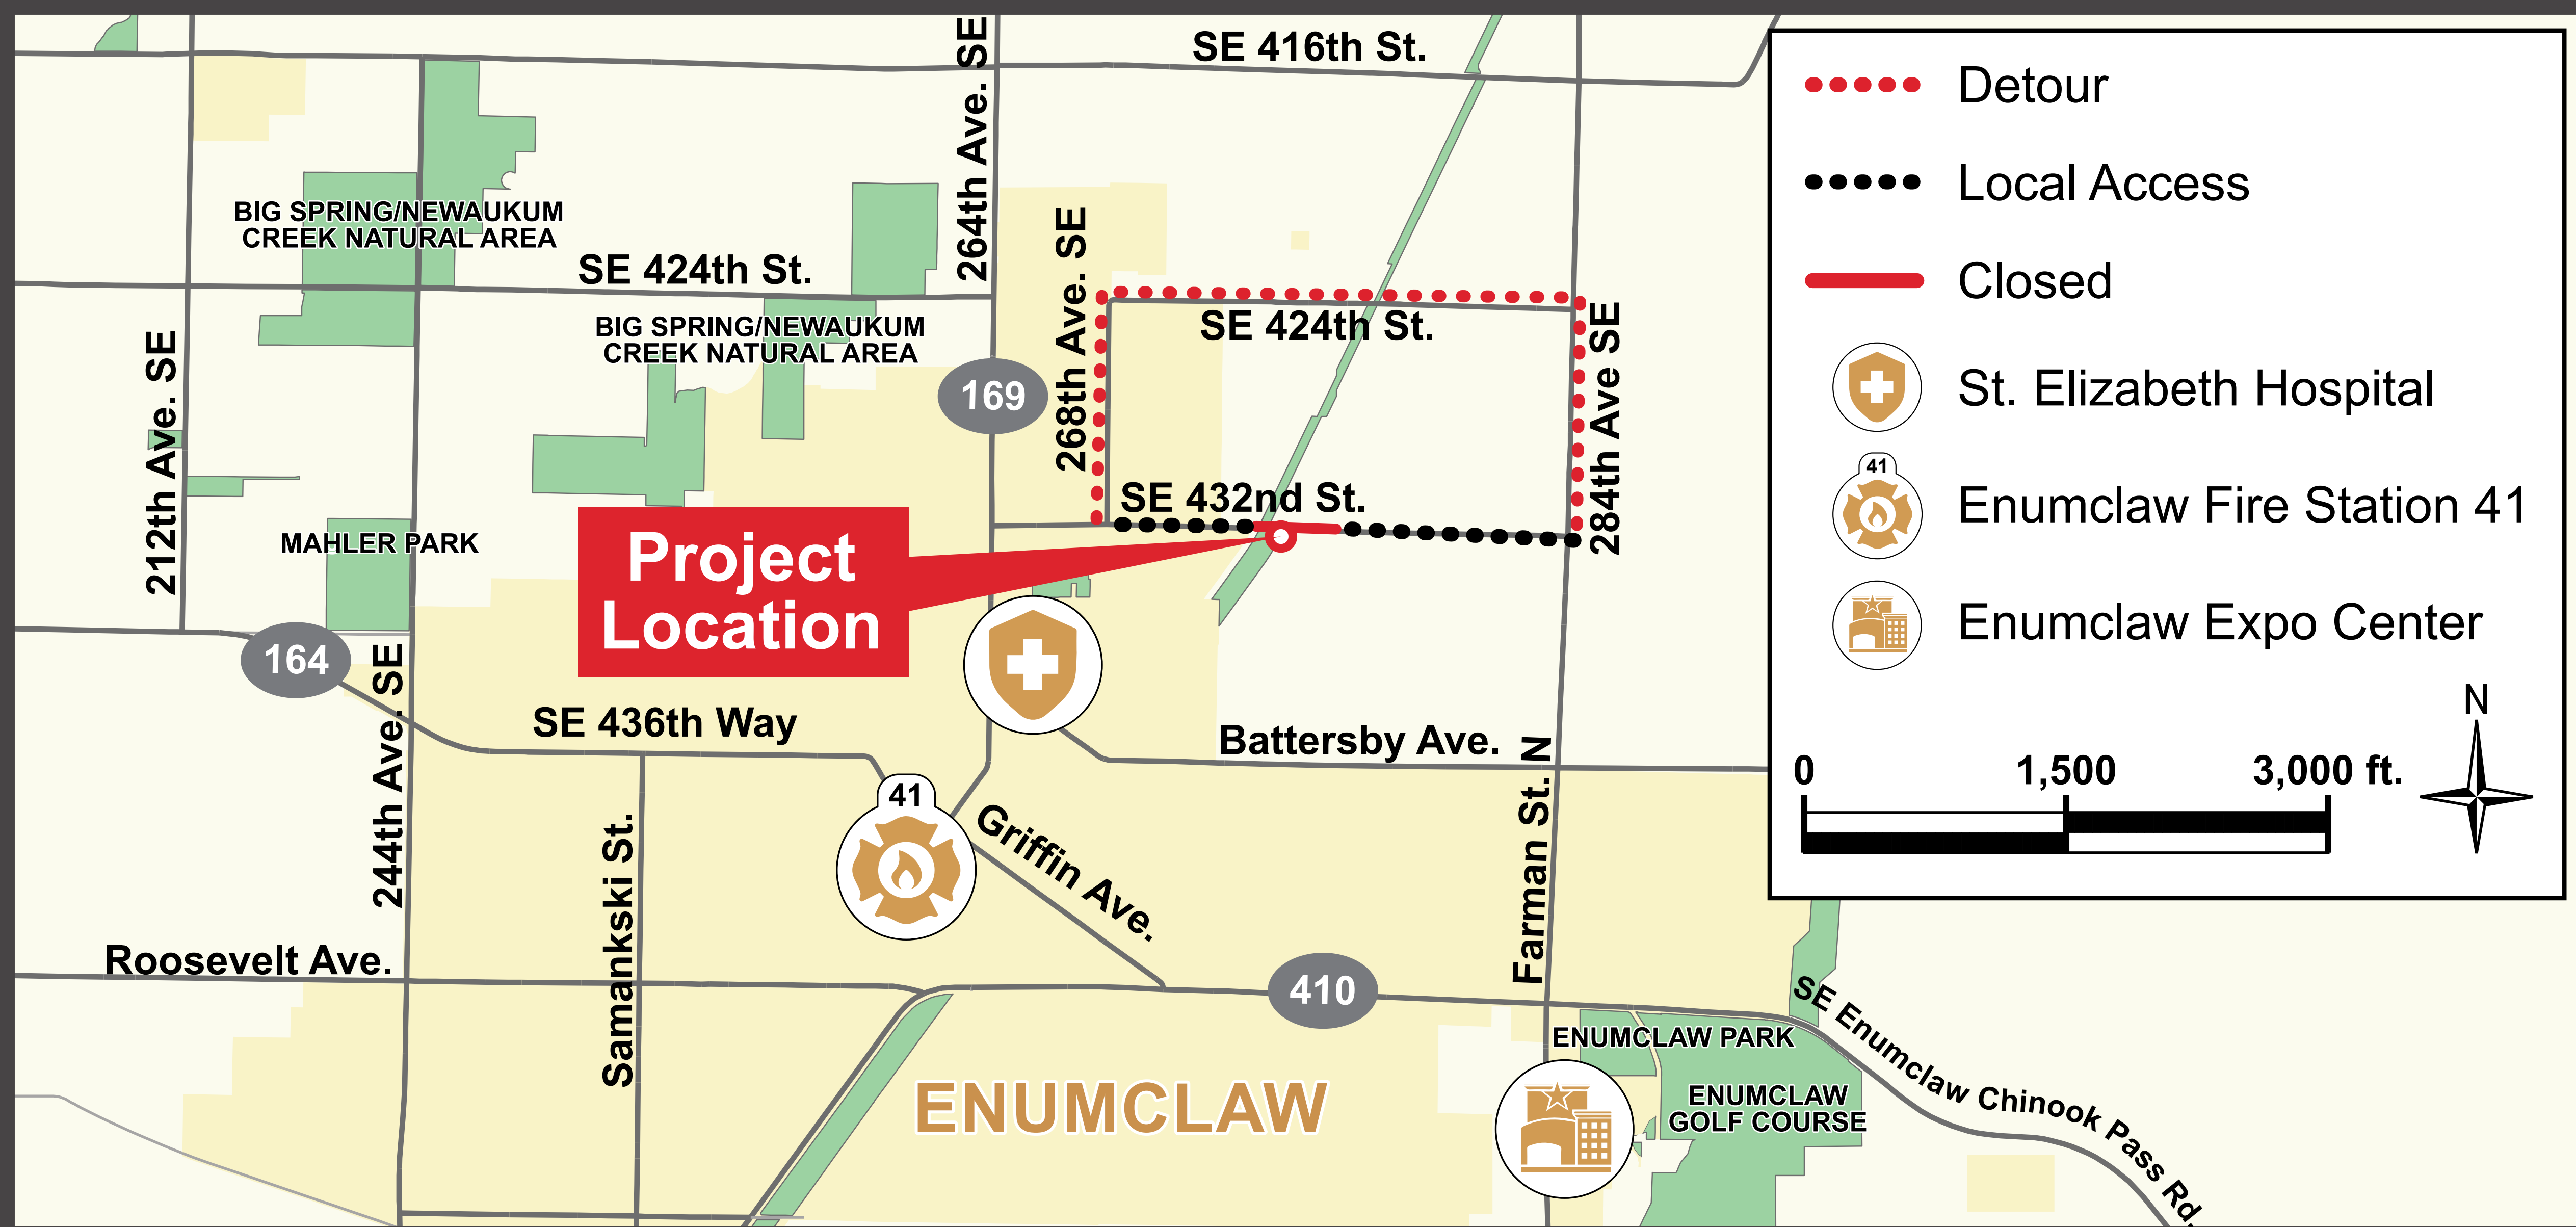 SE 416th St.
264th Ave. SE
BIG SPRING/NEWAUKUM
CREEK NATURAL AREA
SE 424th St.
268th Ave. SE
BIG SPRING/NEWAUKUM
CREEK NATURAL AREA
SE 424th St.
284th Ave SE
212th Ave. SE
169
SE 432nd St.
MAHLER PARK
Project
Location
164
244th Ave. SE
SE 436th Way
Battersby Ave.
Farman St. N
41
Griffin Ave.
Samankski St.
Roosevelt Ave.
410
SE Enumclaw Chinook Pass Rd.
ENUMCLAW PARK
ENUMCLAW
GOLF COURSE
ENUMCLAW
Detour
Local Access
Closed
St. Elizabeth Hospital
41
Enumclaw Fire Station 41
Enumclaw Expo Center
N
0 1,500 3,000 ft.